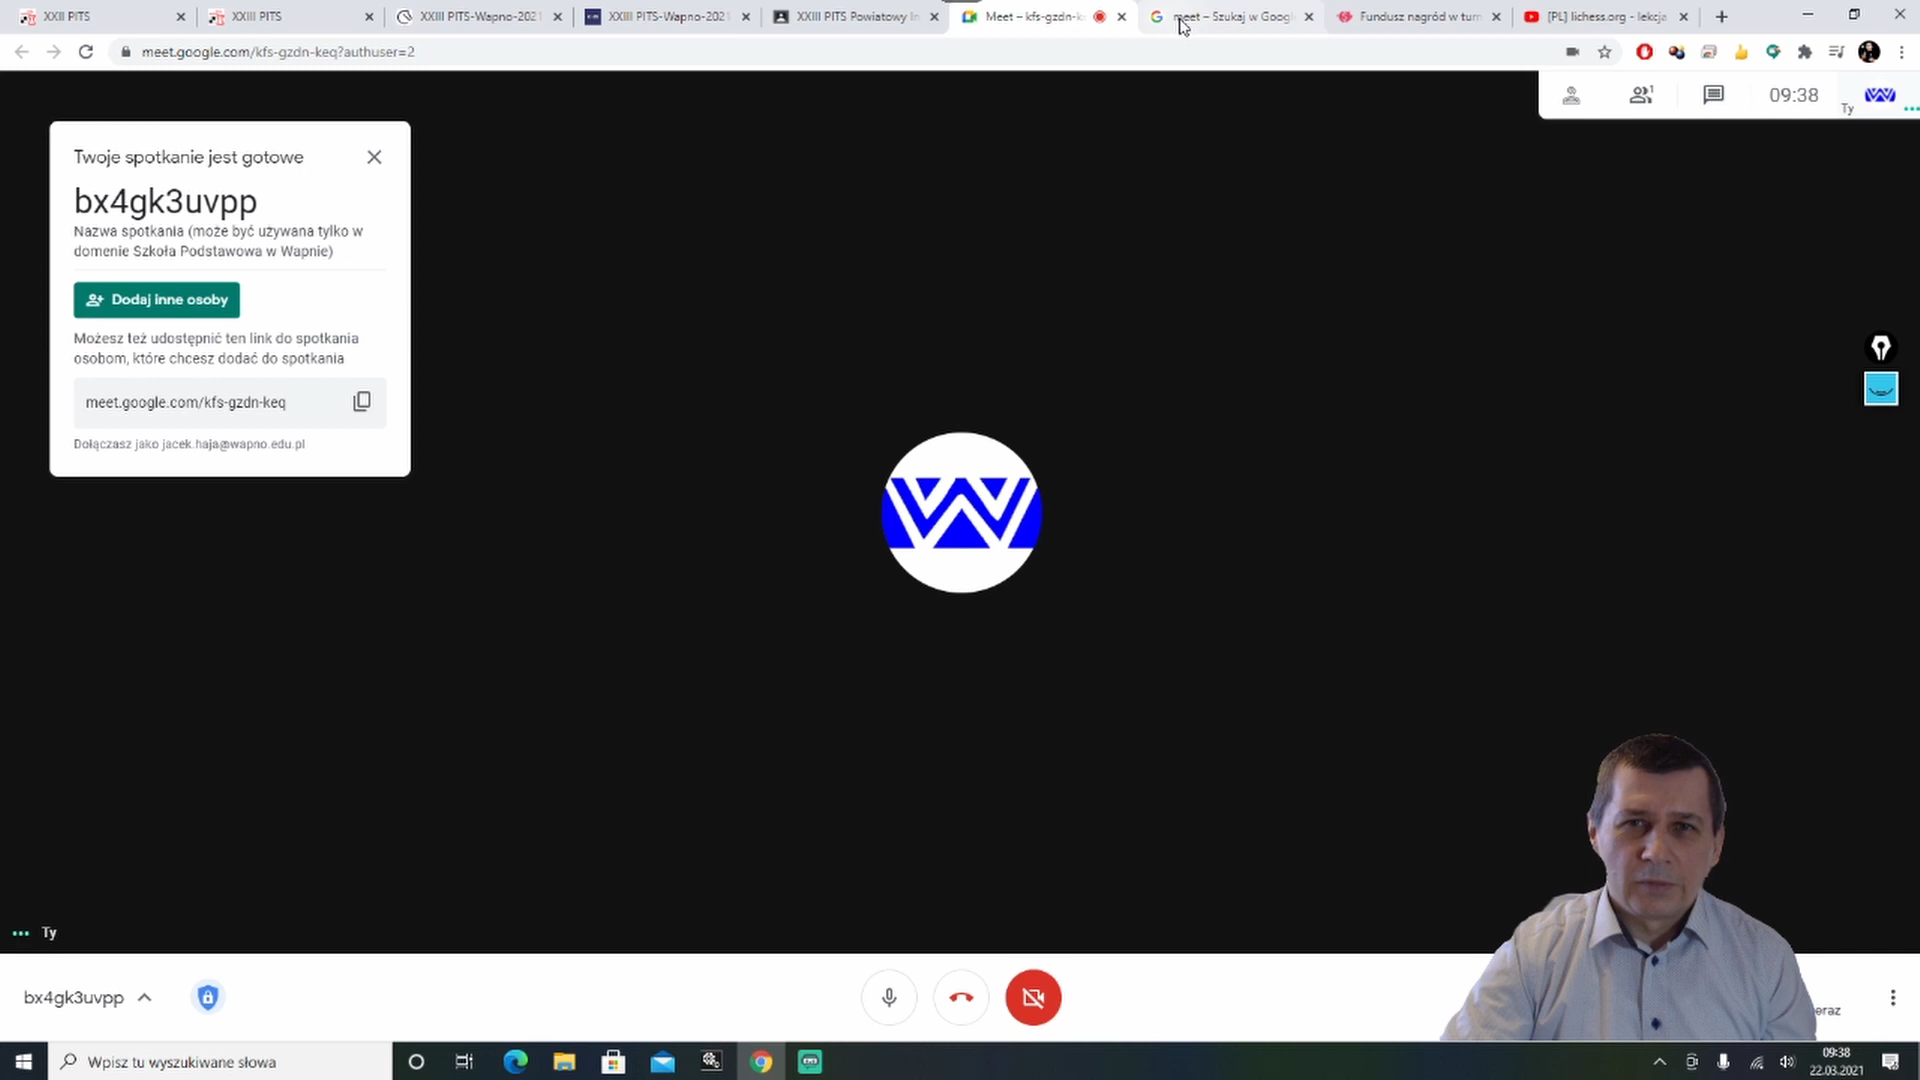 XXII PITS
XXIII PITS
XXIII PITS-Wapno-2021
XXIII PITS-Wapno-2021
XXIII PITS Powiatowy In
Meet – kfs-gzdn-k
meet – Szukaj w Googl
Fundusz nagród w turn
[PL] lichess.org - lekcja
meet.google.com/kfs-gzdn-keq?authuser=2
1
09:38
Ty
Twoje spotkanie jest gotowe
bx4gk3uvpp
Nazwa spotkania (może być używana tylko w
domenie Szkoła Podstawowa w Wapnie)
Dodaj inne osoby
Możesz też udostępnić ten link do spotkania
osobom, które chcesz dodać do spotkania
meet.google.com/kfs-gzdn-keq
Dołączasz jako jacek.haja@wapno.edu.pl
Ty
bx4gk3uvpp
eraz
Wpisz tu wyszukiwane słowa
09:38
22.03.2021